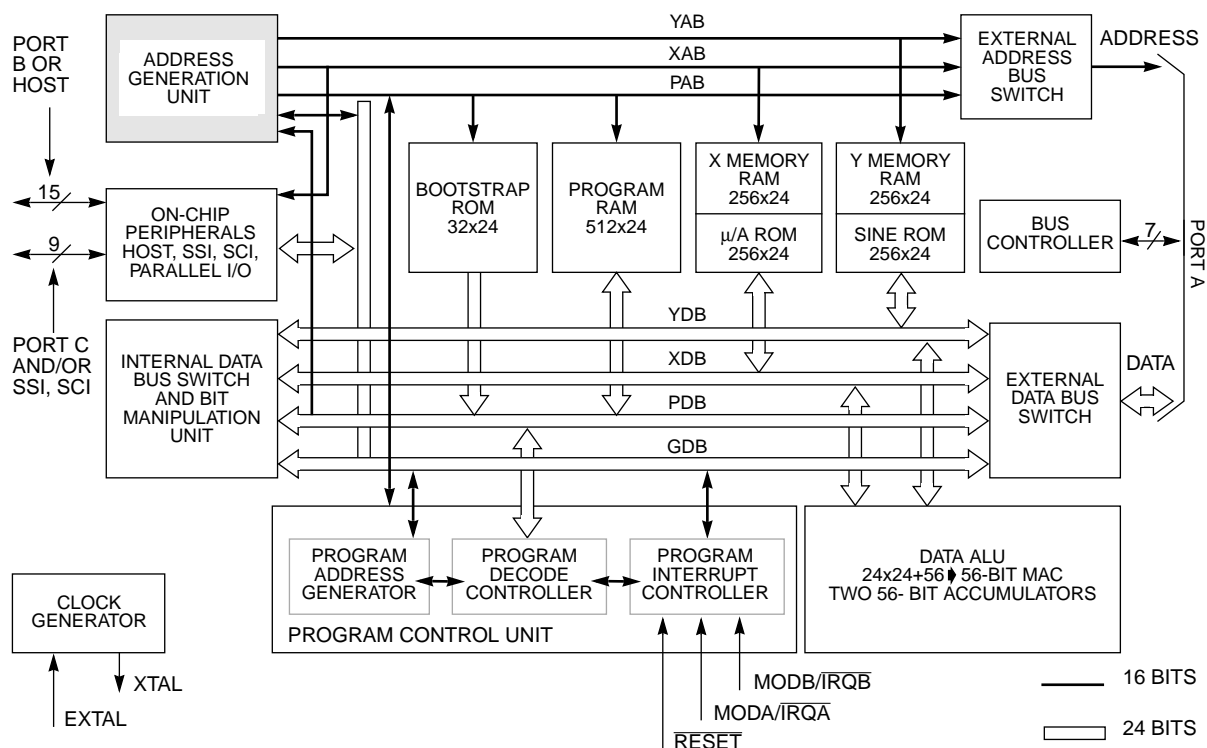 YAB
XAB
PAB
PORT
B OR
HOST
ADDRESS
GENERATION
UNIT
EXTERNAL
ADDRESS
BUS
SWITCH
ADDRESS
15
9
ON-CHIP
PERIPHERALS
HOST, SSI, SCI,
PARALLEL I/O
BOOTSTRAP
ROM
32x24
PROGRAM
RAM
512x24
X MEMORY
RAM
256x24
µ/A ROM
256x24
Y MEMORY
RAM
256x24
SINE ROM
256x24
BUS
CONTROLLER
7
PORT A
PORT C
AND/OR
SSI, SCI
INTERNAL DATA
BUS SWITCH
AND BIT
MANIPULATION
UNIT
YDB
XDB
PDB
GDB
EXTERNAL
DATA BUS
SWITCH
DATA
PROGRAM
ADDRESS
GENERATOR
PROGRAM
DECODE
CONTROLLER
PROGRAM
INTERRUPT
CONTROLLER
PROGRAM CONTROL UNIT
DATA ALU
24x24+56 56-BIT MAC
TWO 56- BIT ACCUMULATORS
CLOCK
GENERATOR
XTAL
EXTAL
MODB/IRQB
MODA/IRQA
RESET
16 BITS
24 BITS